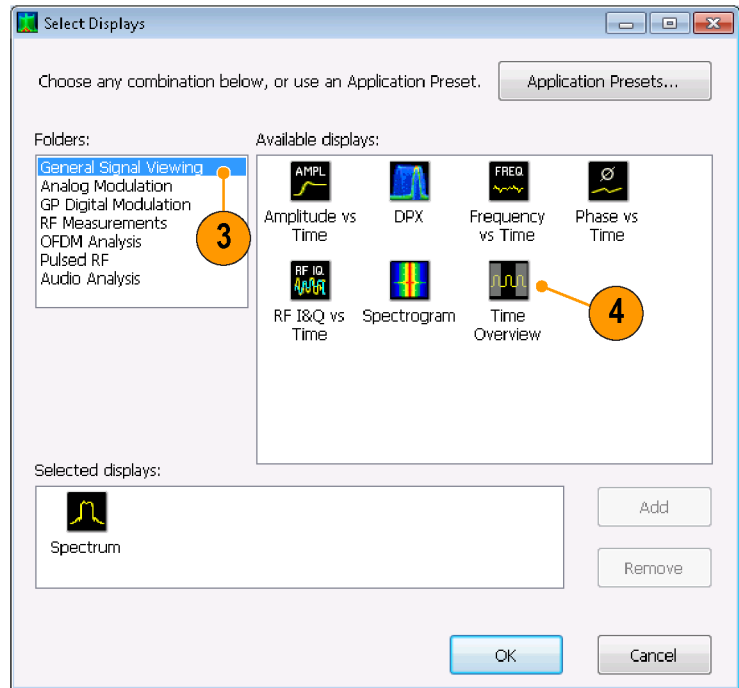 Select Displays
Choose any combination below, or use an Application Preset.
Application Presets...
Folders:
General Signal Viewing
Analog Modulation
GP Digital Modulation
RF Measurements
OFDM Analysis
Pulsed RF
Audio Analysis
3
Available displays:
AMPL
Amplitude vs
Time
DPX
FREQ
Frequency
vs Time
Phase vs
Time
RF IQ
RF I&Q vs
Time
Spectrogram
Time
Overview
4
Selected displays:
Spectrum
Add
Remove
OK
Cancel